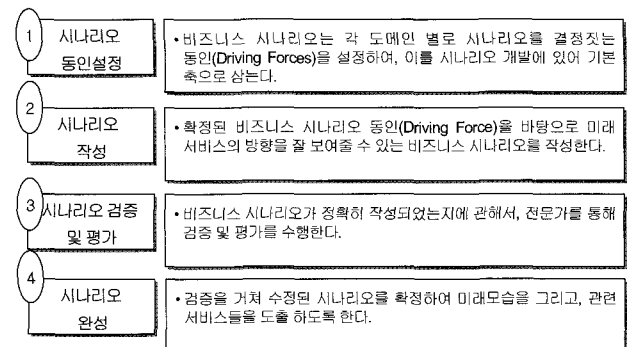 1
시나리오
동인설정
• 비즈니스 시나리오는 각 도메인 별로 시나리오를 결정짓는
동인(Driving Forces)을 설정하여, 이를 시나리오 개발에 있어 기본
축으로 삼는다.
2
시나리오
작성
• 확정된 비즈니스 시나리오 동인(Driving Force)을 바탕으로 미래
서비스의 방향을 잘 보여줄 수 있는 비즈니스 시나리오를 작성한다.
3
시나리오 검증
및 평가
• 비즈니스 시나리오가 정확히 작성되었는지에 관해서, 전문가를 통해
검증 및 평가를 수행한다.
4
시나리오
완성
• 검증을 거쳐 수정된 시나리오를 확정하여 미래모습을 그리고, 관련
서비스들을 도출 하도록 한다.